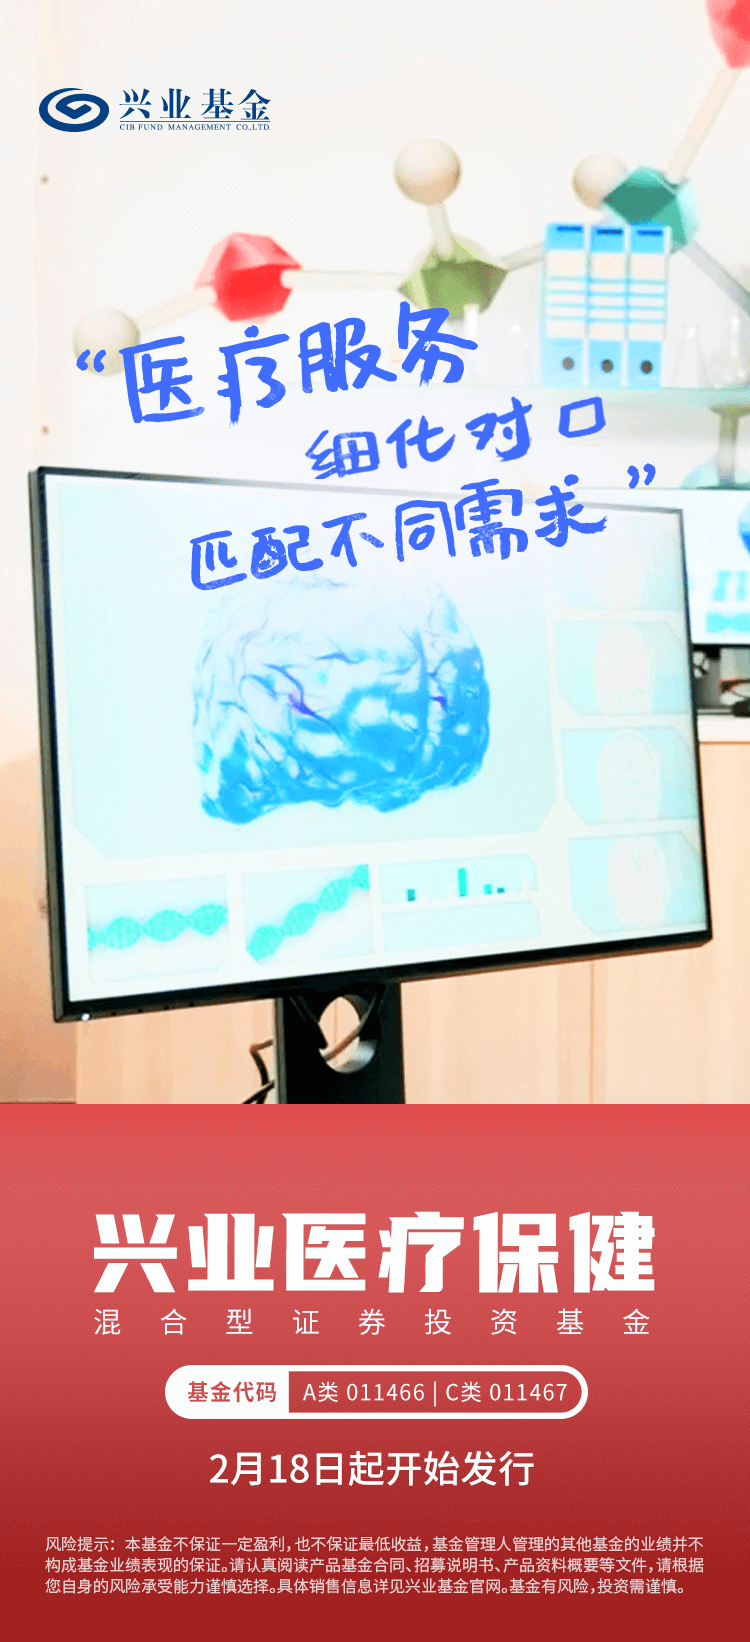 兴业基金
CIB FUND MANAGEMENT CO.,LTD.
“医疗服务
细化对口
匹配不同需求”
兴业医疗保健
混合型证券投资基金
基金代码 A类 011466 | C类 011467
2月18日起开始发行
风险提示：本基金不保证一定盈利，也不保证最低收益，基金管理人管理的其他基金的业绩并不
构成基金业绩表现的保证。请认真阅读产品基金合同、招募说明书、产品资料概要等文件，请根据
您自身的风险承受能力谨慎选择。具体销售信息详见兴业基金官网。基金有风险，投资需谨慎。